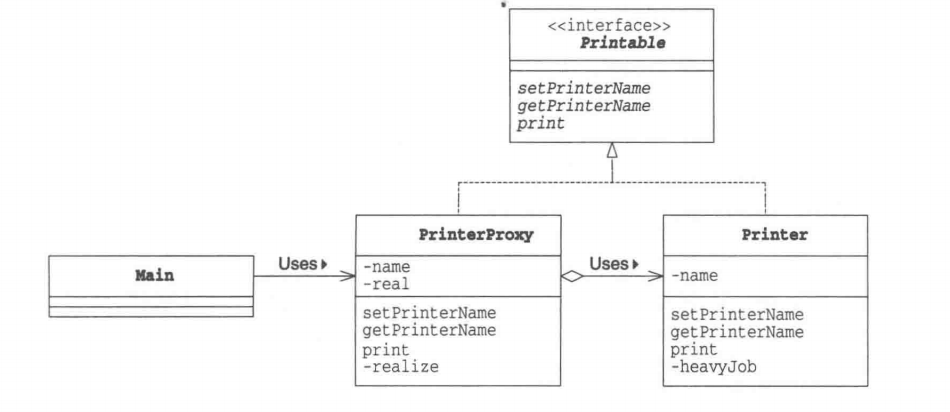 <<interface>>
Printable
setPrinterName
getPrinterName
print
PrinterProxy
-name
-real
setPrinterName
getPrinterName
print
-realize
Printer
-name
setPrinterName
getPrinterName
print
-heavyJob
Main
Uses▶
Uses▶